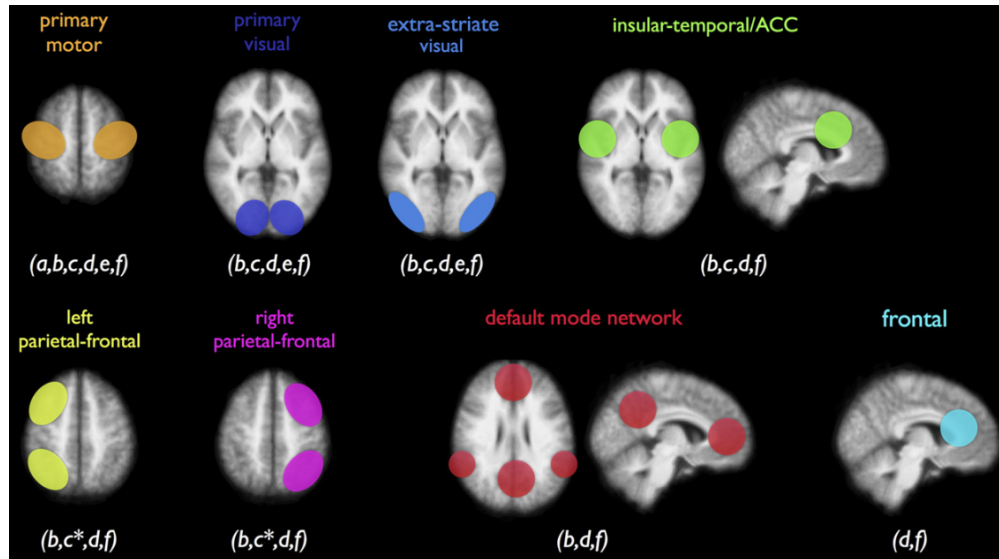 primary
motor
primary
visual
extra-striate
visual
insular-temporal/ACC
(a,b,c,d,e,f)
(b,c,d,e,f)
(b,c,d,e,f)
(b,c,d,f)
left
parietal-frontal
right
parietal-frontal
default mode network
frontal
(b,c*,d,f)
(b,c*,d,f)
(b,d,f)
(d,f)